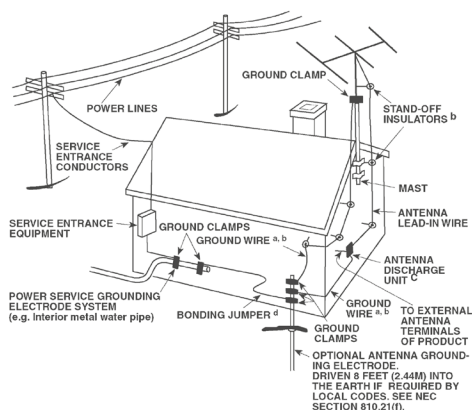 GROUND CLAMP
POWER LINES
STAND-OFF
INSULATORS b
SERVICE
ENTRANCE
CONDUCTORS
MAST
SERVICE ENTRANCE
EQUIPMENT
GROUND CLAMPS
GROUND WIRE a, b
ANTENNA
LEAD-IN WIRE
ANTENNA
DISCHARGE
UNIT C
POWER SERVICE GROUNDING
ELECTRODE SYSTEM
(e.g. Interior metal water pipe)
BONDING JUMPER d
GROUND
WIRE a, b
GROUND
CLAMPS
TO EXTERNAL
ANTENNA
TERMINALS
OF PRODUCT
OPTIONAL ANTENNA GROUND-
ING ELECTRODE.
DRIVEN 8 FEET (2.44M) INTO
THE EARTH IF REQUIRED BY
LOCAL CODES. SEE NEC
SECTION 810.21(f).